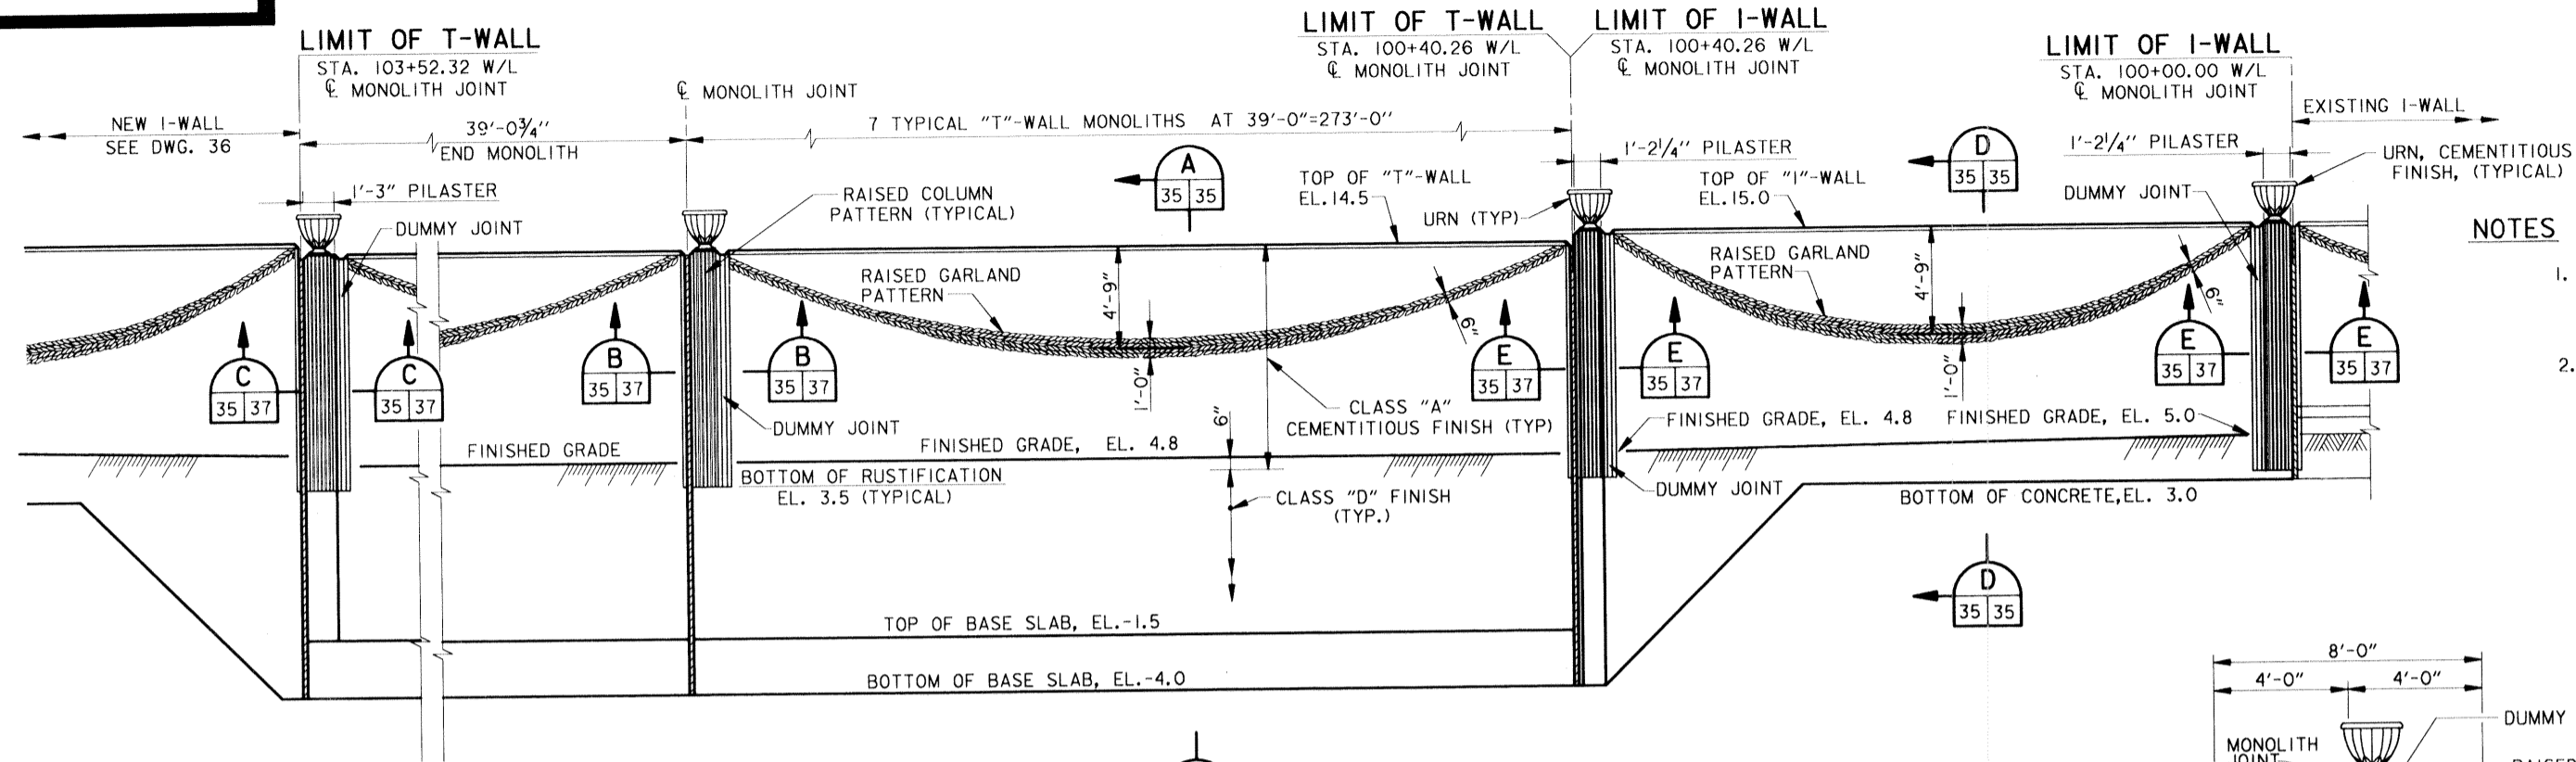 LIMIT OF T-WALL
STA. 103+52.32 W/L
℄ MONOLITH JOINT
℄ MONOLITH JOINT
LIMIT OF T-WALL
STA. 100+40.26 W/L
℄ MONOLITH JOINT
LIMIT OF I-WALL
STA. 100+40.26 W/L
℄ MONOLITH JOINT
LIMIT OF I-WALL
STA. 100+00.00 W/L
℄ MONOLITH JOINT
NEW I-WALL
SEE DWG. 36
39'-0¾"
END MONOLITH
7 TYPICAL "T"-WALL MONOLITHS AT 39'-0"=273'-0"
EXISTING I-WALL
1'-3" PILASTER
DUMMY JOINT
RAISED COLUMN
PATTERN (TYPICAL)
A
35 35
TOP OF "T"-WALL
EL.14.5
URN (TYP)
1'-2¼" PILASTER
TOP OF "I"-WALL
EL.15.0
D
35 35
1'-2¼" PILASTER
DUMMY JOINT
URN, CEMENTITIOUS
FINISH, (TYPICAL)
NOTES
1.
2.
RAISED GARLAND
PATTERN
4'-9"
1'-0"
6"
RAISED GARLAND
PATTERN
4'-9"
1'-0"
6"
C
35 37
C
35 37
B
35 37
B
35 37
E
35 37
E
35 37
E
35 37
E
35 37
DUMMY JOINT
CLASS "A"
CEMENTITIOUS FINISH (TYP)
6"
FINISHED GRADE
FINISHED GRADE, EL. 4.8
FINISHED GRADE, EL. 4.8
FINISHED GRADE, EL. 5.0
BOTTOM OF RUSTIFICATION
EL. 3.5 (TYPICAL)
CLASS "D" FINISH
(TYP.)
DUMMY JOINT
BOTTOM OF CONCRETE,EL. 3.0
D
35 35
TOP OF BASE SLAB, EL.-1.5
BOTTOM OF BASE SLAB, EL.-4.0
8'-0"
4'-0" 4'-0"
DUMMY
MONOLITH